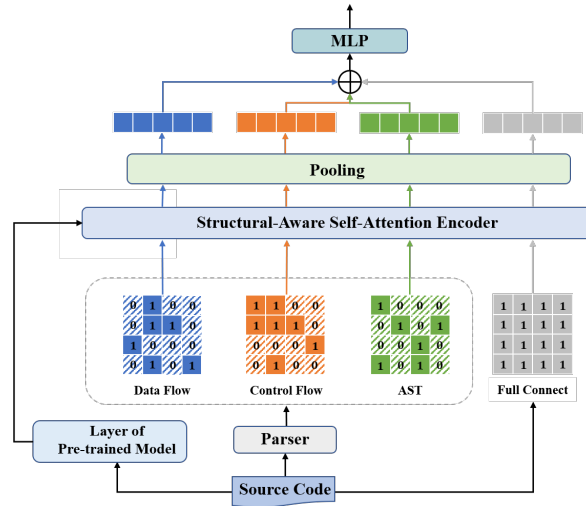 MLP
Pooling
Structural-Aware Self-Attention Encoder
0 1 0 0 1 1 0 0 1 0 0 0 1 1 1 1
0 1 1 0 1 1 1 0 0 1 0 1 1 1 1 1
1 0 0 0 0 0 0 1 0 0 1 0 1 1 1 1
0 1 0 1 0 1 0 0 0 1 0 1 1 1 1 1
Data Flow Control Flow AST Full Connect
Layer of
Pre-trained Model
Parser
Source Code